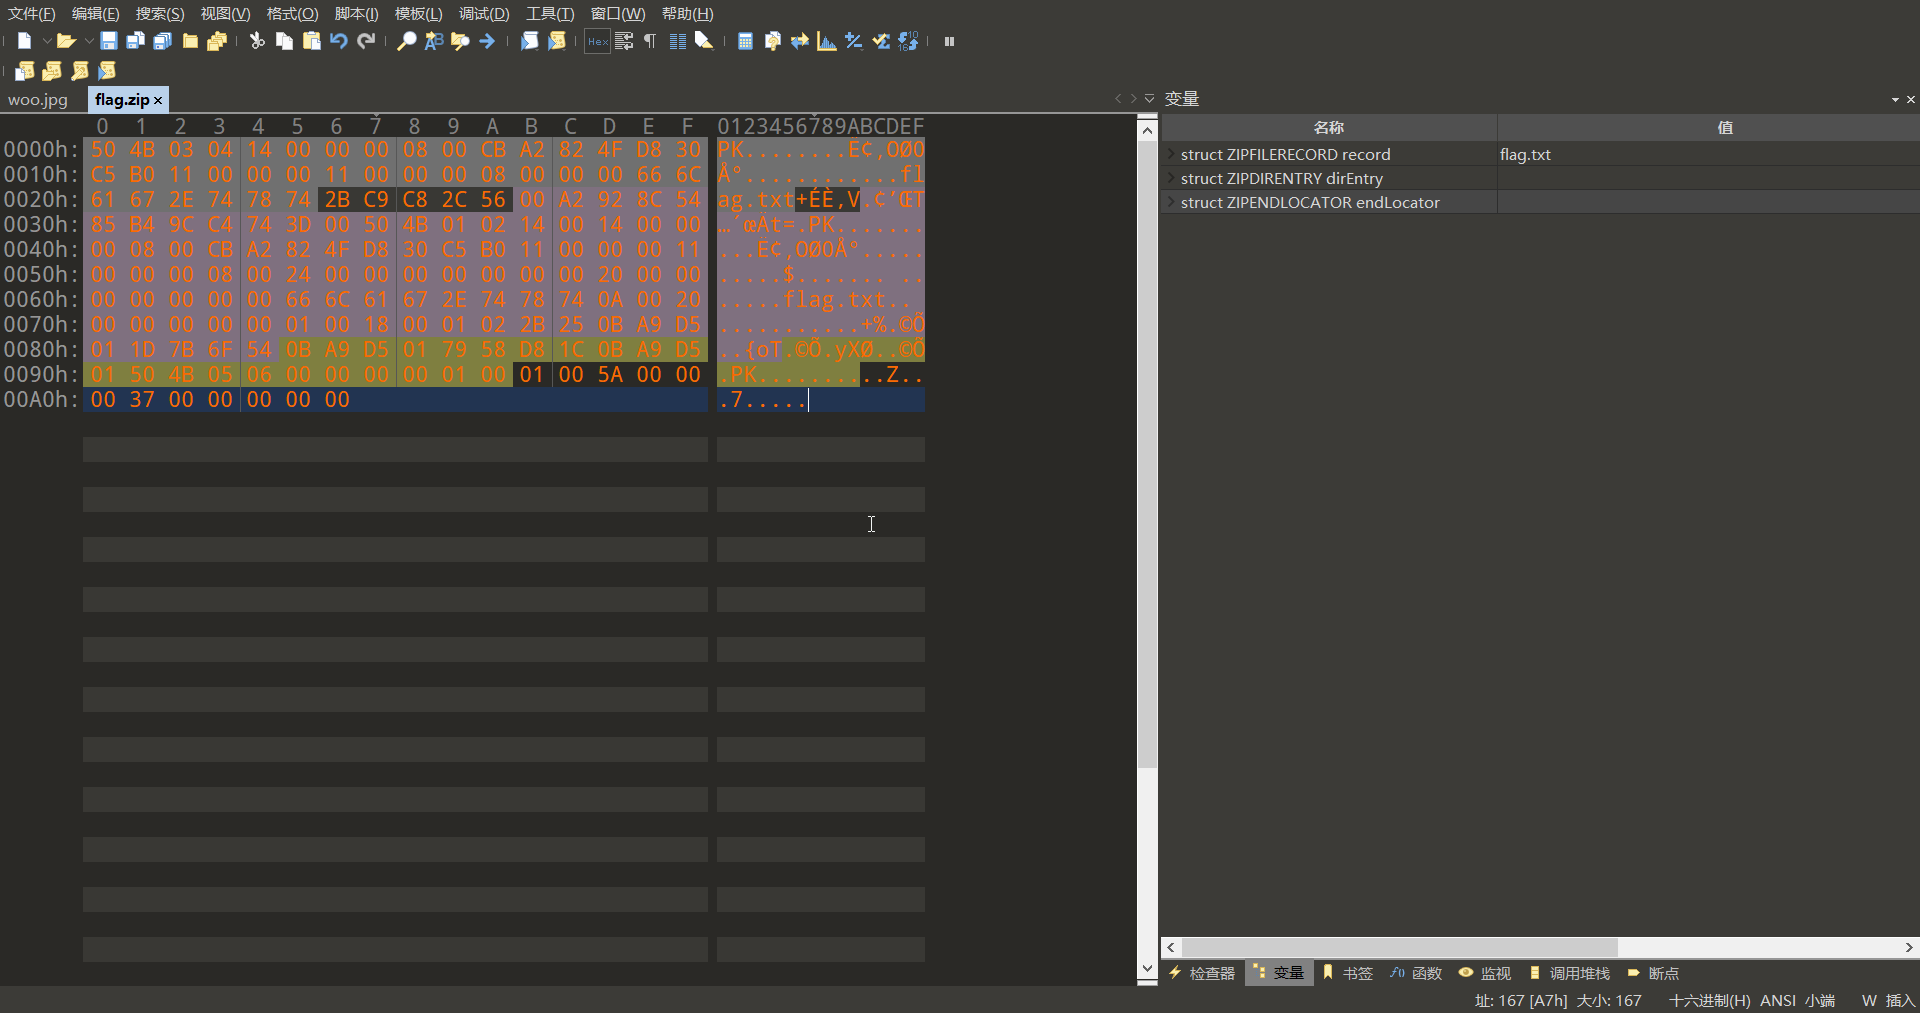 文件(F) 编辑(E) 搜索(S) 视图(V) 格式(O) 脚本(I) 模板(L) 调试(D) 工具(T) 窗口(W) 帮助(H)
Hex
woo.jpg flag.zip × 变量
0 1 2 3 4 5 6 7 8 9 A B C D E F 0123456789ABCDEF
名称 值
0000h: 50 4B 03 04 14 00 00 00 08 00 CB A2 82 4F D8 30 PK........Ë¢‚OØ0
struct ZIPFILERECORD record flag.txt
0010h: C5 B0 11 00 00 00 11 00 00 00 08 00 00 00 66 6C Å°............fl
struct ZIPDIRENTRY dirEntry
0020h: 61 67 2E 74 78 74 2B C9 C8 2C 56 00 A2 92 8C 54 ag.txt+ÉÈ,V.¢’ŒT
struct ZIPENDLOCATOR endLocator
0030h: 85 B4 9C C4 74 3D 00 50 4B 01 02 14 00 14 00 00 …´œÄt=.PK.......
0040h: 00 08 00 CB A2 82 4F D8 30 C5 B0 11 00 00 00 11 ...Ë¢‚OØ0Å°.....
0050h: 00 00 00 08 00 24 00 00 00 00 00 00 00 20 00 00 .....$....... ..
0060h: 00 00 00 00 00 66 6C 61 67 2E 74 78 74 0A 00 20 .....flag.txt..
0070h: 00 00 00 00 00 01 00 18 00 01 02 2B 25 0B A9 D5 ...........+%.©Õ
0080h: 01 1D 7B 6F 54 0B A9 D5 01 79 58 D8 1C 0B A9 D5 ..{oT.©Õ.yXØ..©Õ
0090h: 01 50 4B 05 06 00 00 00 00 01 00 01 00 5A 00 00 .PK..........Z..
00A0h: 00 37 00 00 00 00 00 .7.....
检查器 变量 书签 f() 函数 监视 调用堆栈 断点
址: 167 [A7h] 大小: 167 十六进制(H) ANSI 小端 W 插入